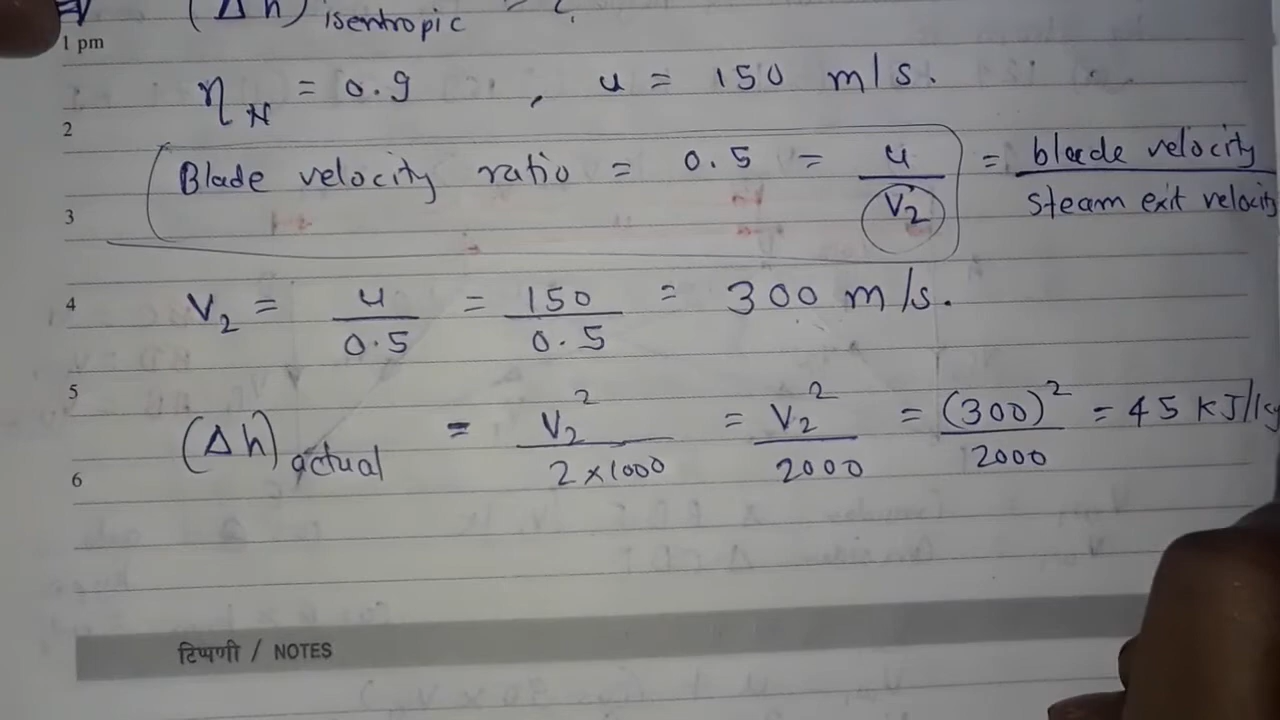 (Δh) isentropic = ?
1 pm
η_N = 0.9 , u = 150 m/s.
2
Blade velocity ratio = 0.5 = u / V₂ = blade velocity / steam exit velocity
3
4 V₂ = u / 0.5 = 150 / 0.5 = 300 m/s.
5
(Δh) actual = V₂² / 2×1000 = V₂² / 2000 = (300)² / 2000 = 45 KJ/kg
6
टिप्पणी / NOTES